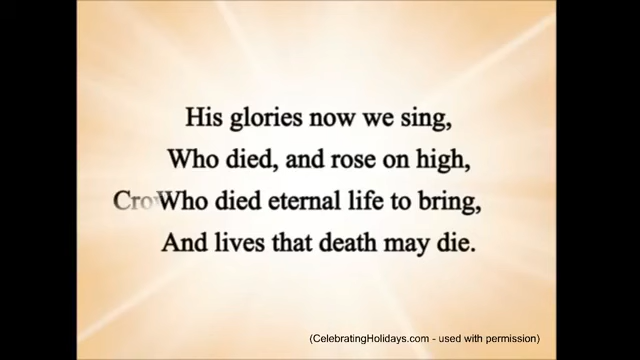 His glories now we sing,
Who died, and rose on high,
Who died eternal life to bring,
And lives that death may die.
(CelebratingHolidays.com - used with permission)